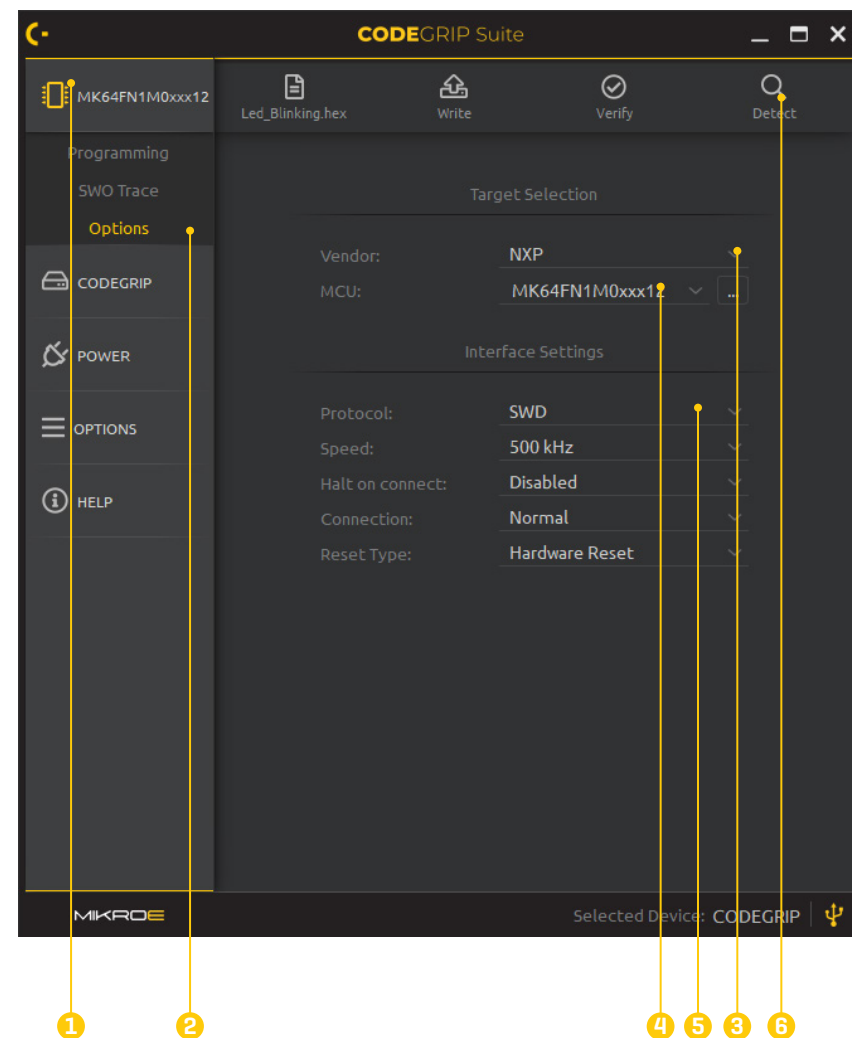 CODEGRIP Suite
MK64FN1M0xxx12
Led_Blinking.hex
Write
Verify
Detect
Programming
SWO Trace
Options
CODEGRIP
POWER
OPTIONS
HELP
Target Selection
Vendor: NXP
MCU: MK64FN1M0xxx12 ...
Interface Settings
Protocol: SWD
Speed: 500 kHz
Halt on connect: Disabled
Connection: Normal
Reset Type: Hardware Reset
MIKROE
Selected Device: CODEGRIP
1 2 4 5 3 6